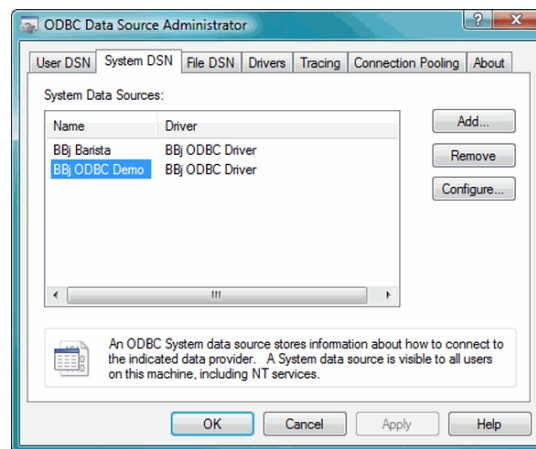 ODBC Data Source Administrator
User DSN System DSN File DSN Drivers Tracing Connection Pooling About
System Data Sources:
Name Driver
BBj Barista BBj ODBC Driver
BBj ODBC Demo BBj ODBC Driver
Add...
Remove
Configure...
An ODBC System data source stores information about how to connect to
the indicated data provider. A System data source is visible to all users
on this machine, including NT services.
OK Cancel Apply Help